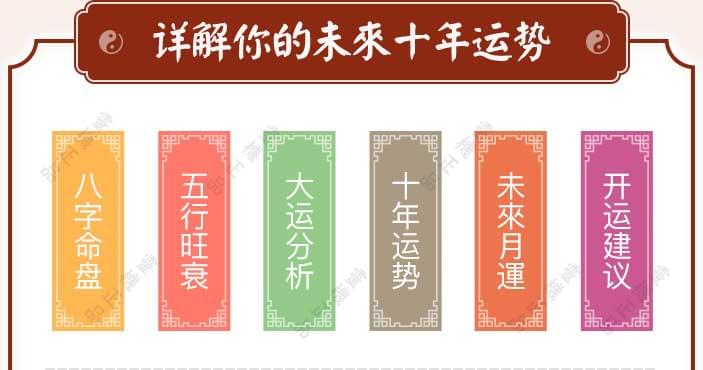 详解你的未來十年运势
八字命盘
五行旺衰
大运分析
十年运势
未來月運
开运建议